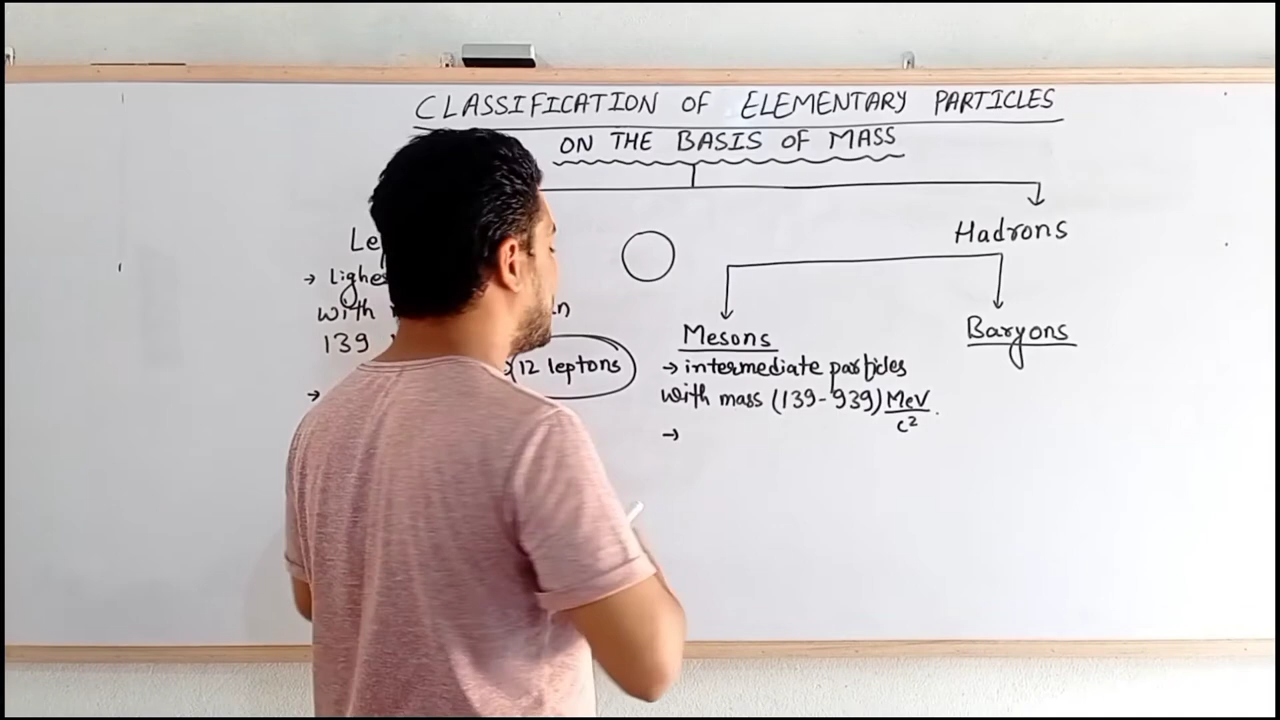 CLASSIFICATION OF ELEMENTARY PARTICLES
ON THE BASIS OF MASS
Hadrons
→
with
139
→ 12 leptons
→
Mesons
→ intermediate particles
with mass (139-939) MeV/c².
→
Baryons